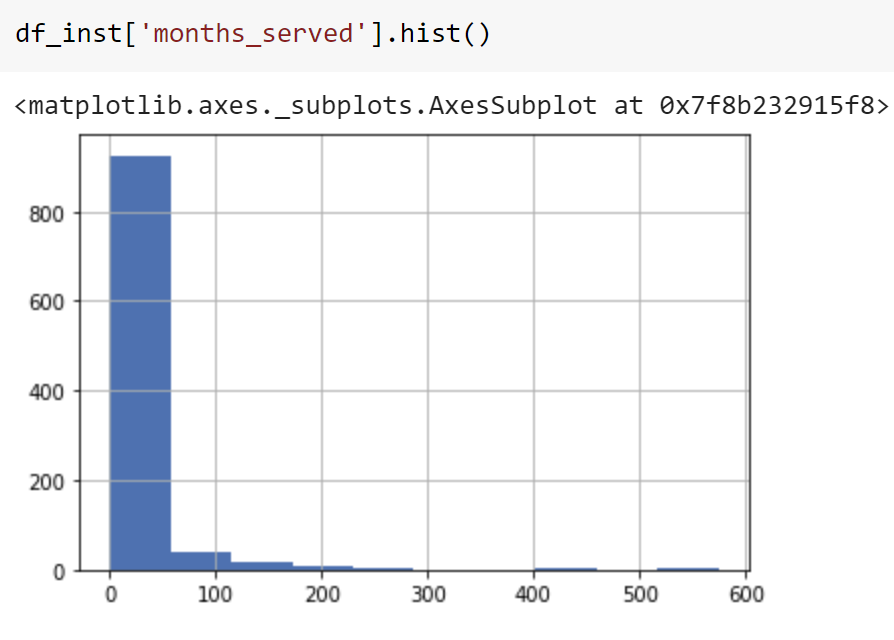 df_inst['months_served'].hist()
<matplotlib.axes._subplots.AxesSubplot at 0x7f8b232915f8>
800
600
400
200
0
0 100 200 300 400 500 600